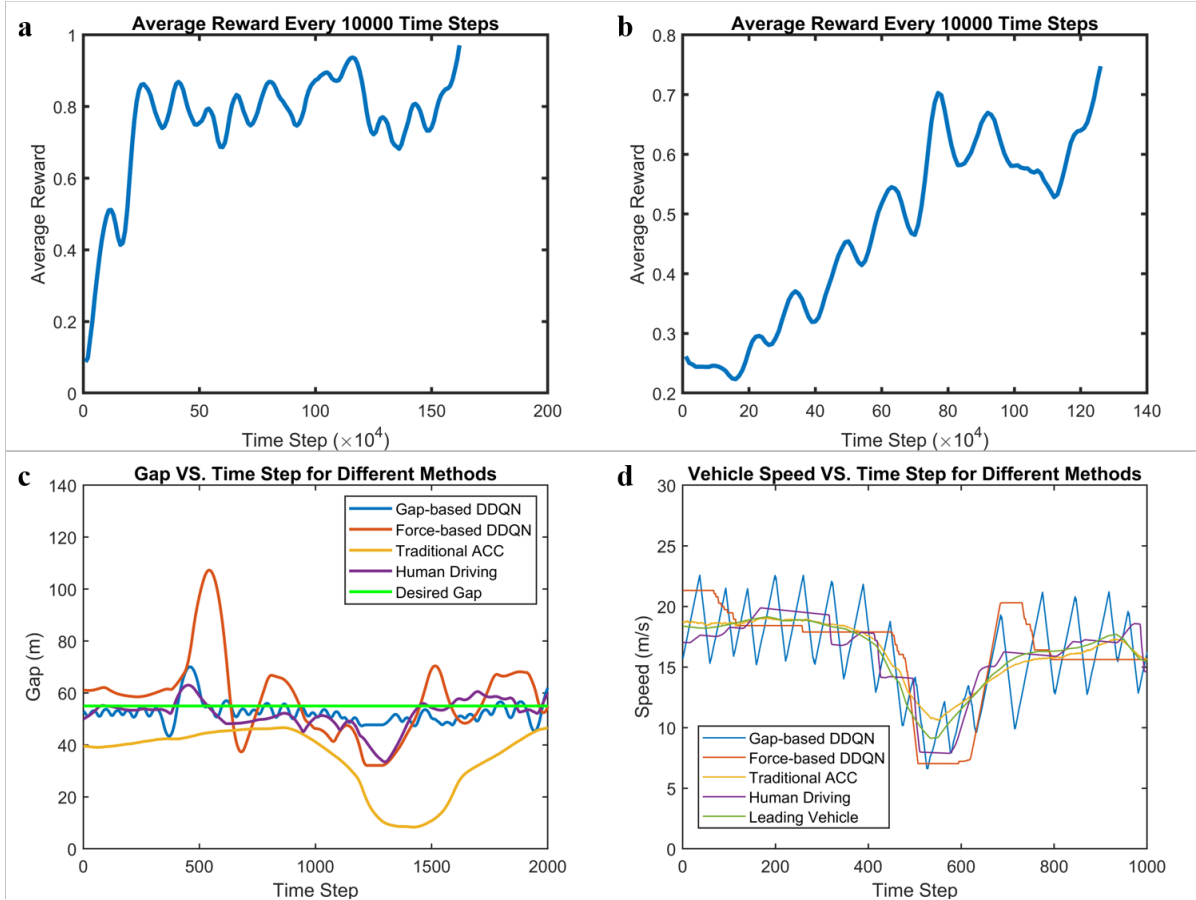 a
Average Reward Every 10000 Time Steps
1
0.8
0.6
0.4
0.2
0
Average Reward
0 50 100 150 200
Time Step (×10⁴)
b
Average Reward Every 10000 Time Steps
0.8
0.7
0.6
0.5
0.4
0.3
0.2
Average Reward
0 20 40 60 80 100 120 140
Time Step (×10⁴)
c
Gap VS. Time Step for Different Methods
140
120
100
80
60
40
20
0
Gap (m)
Gap-based DDQN
Force-based DDQN
Traditional ACC
Human Driving
Desired Gap
0 500 1000 1500 2000
Time Step
d
Vehicle Speed VS. Time Step for Different Methods
30
25
20
15
10
5
0
Speed (m/s)
Gap-based DDQN
Force-based DDQN
Traditional ACC
Human Driving
Leading Vehicle
0 200 400 600 800 1000
Time Step